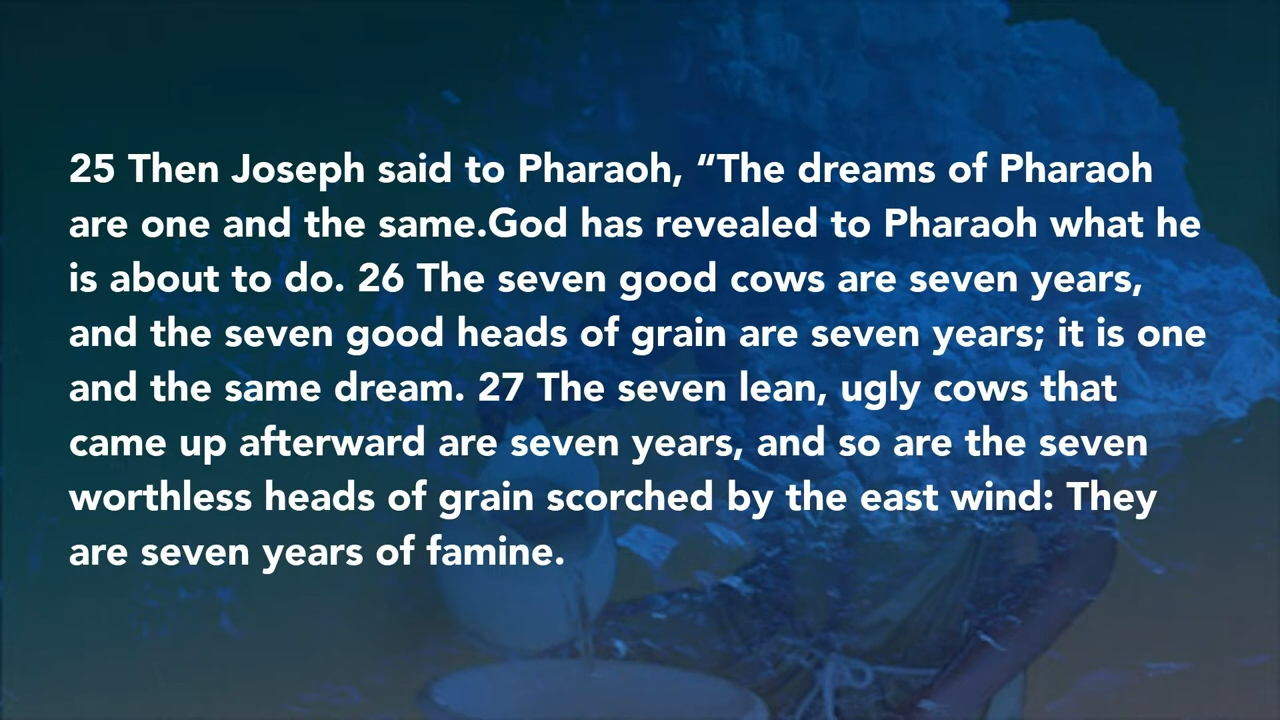 25 Then Joseph said to Pharaoh, “The dreams of Pharaoh
are one and the same.God has revealed to Pharaoh what he
is about to do. 26 The seven good cows are seven years,
and the seven good heads of grain are seven years; it is one
and the same dream. 27 The seven lean, ugly cows that
came up afterward are seven years, and so are the seven
worthless heads of grain scorched by the east wind: They
are seven years of famine.